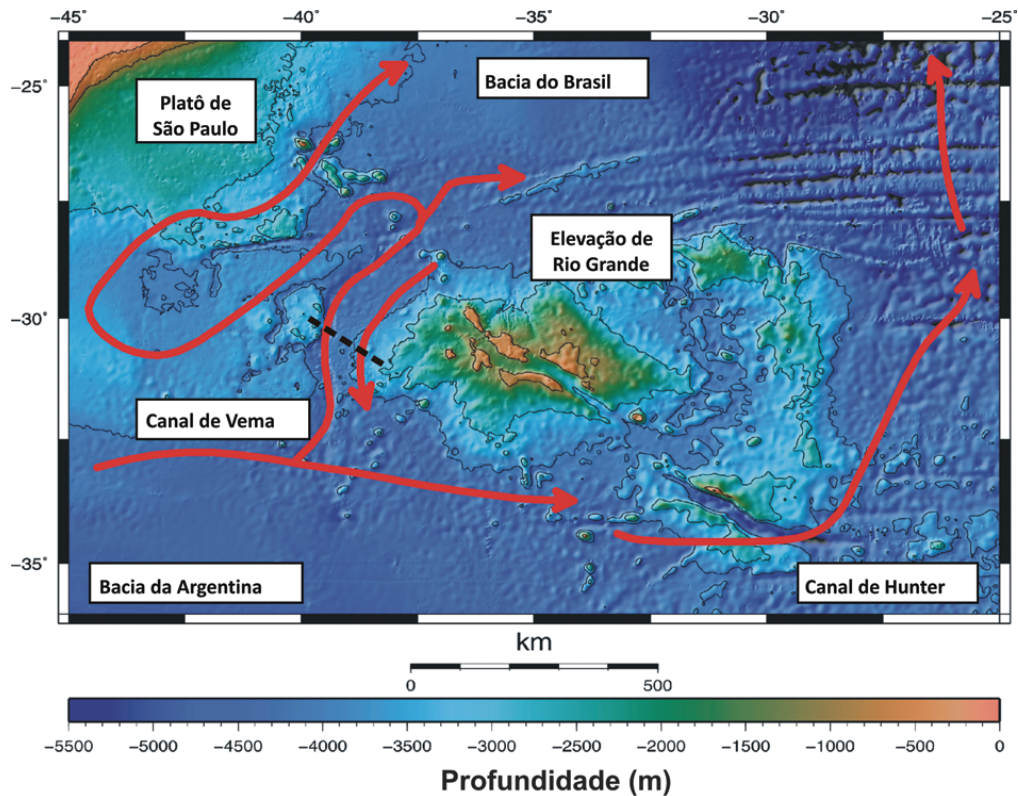 −45°
−40°
−35°
−30°
−25°
−25°
−30°
−35°
Platô de
São Paulo
Bacia do Brasil
Elevação de
Rio Grande
Canal de Vema
Bacia da Argentina
Canal de Hunter
km
0
500
−5500
−5000
−4500
−4000
−3500
−3000
−2500
−2000
−1500
−1000
−500
0
Profundidade (m)